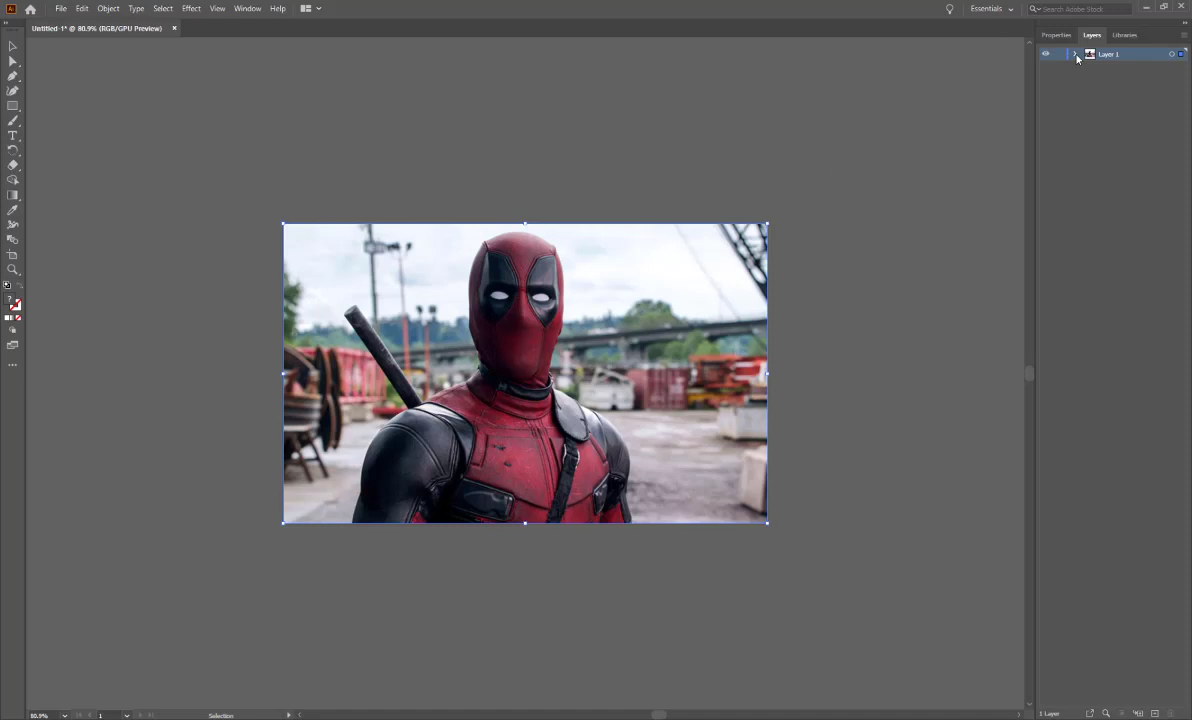 Ai File Edit Object Type Select Effect View Window Help Essentials Search Adobe Stock
Untitled-1* @ 80.9% (RGB/GPU Preview) ×
Properties Layers Libraries
Layer 1
T
?
80.9% 1 Selection 1 Layer